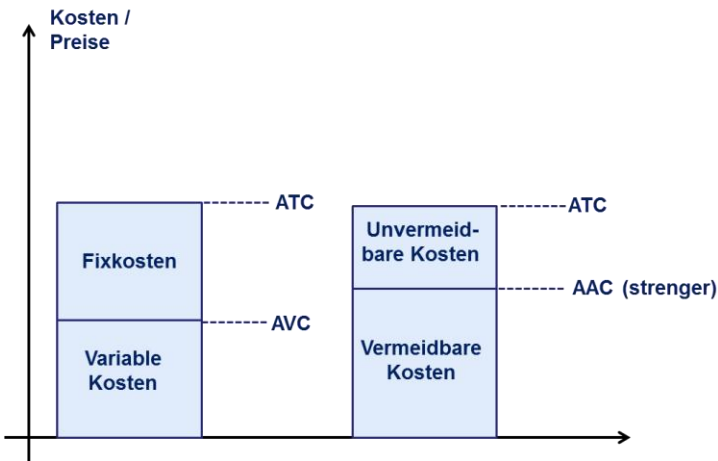 Kosten /
Preise
ATC
Fixkosten
AVC
Variable
Kosten
ATC
Unvermeid-
bare Kosten
AAC (strenger)
Vermeidbare
Kosten